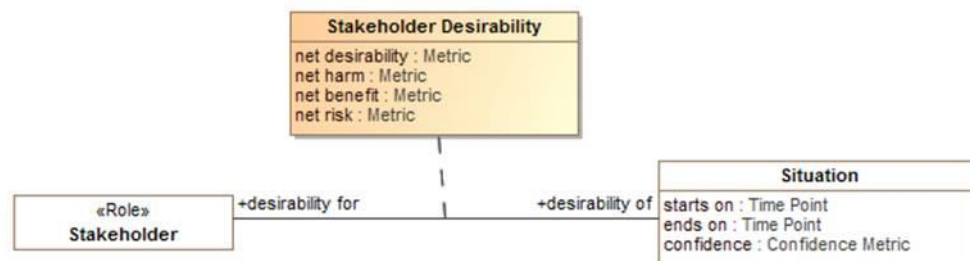 Stakeholder Desirability
net desirability : Metric
net harm : Metric
net benefit : Metric
net risk : Metric
+desirability for
+desirability of
«Role»
Stakeholder
Situation
starts on : Time Point
ends on : Time Point
confidence : Confidence Metric